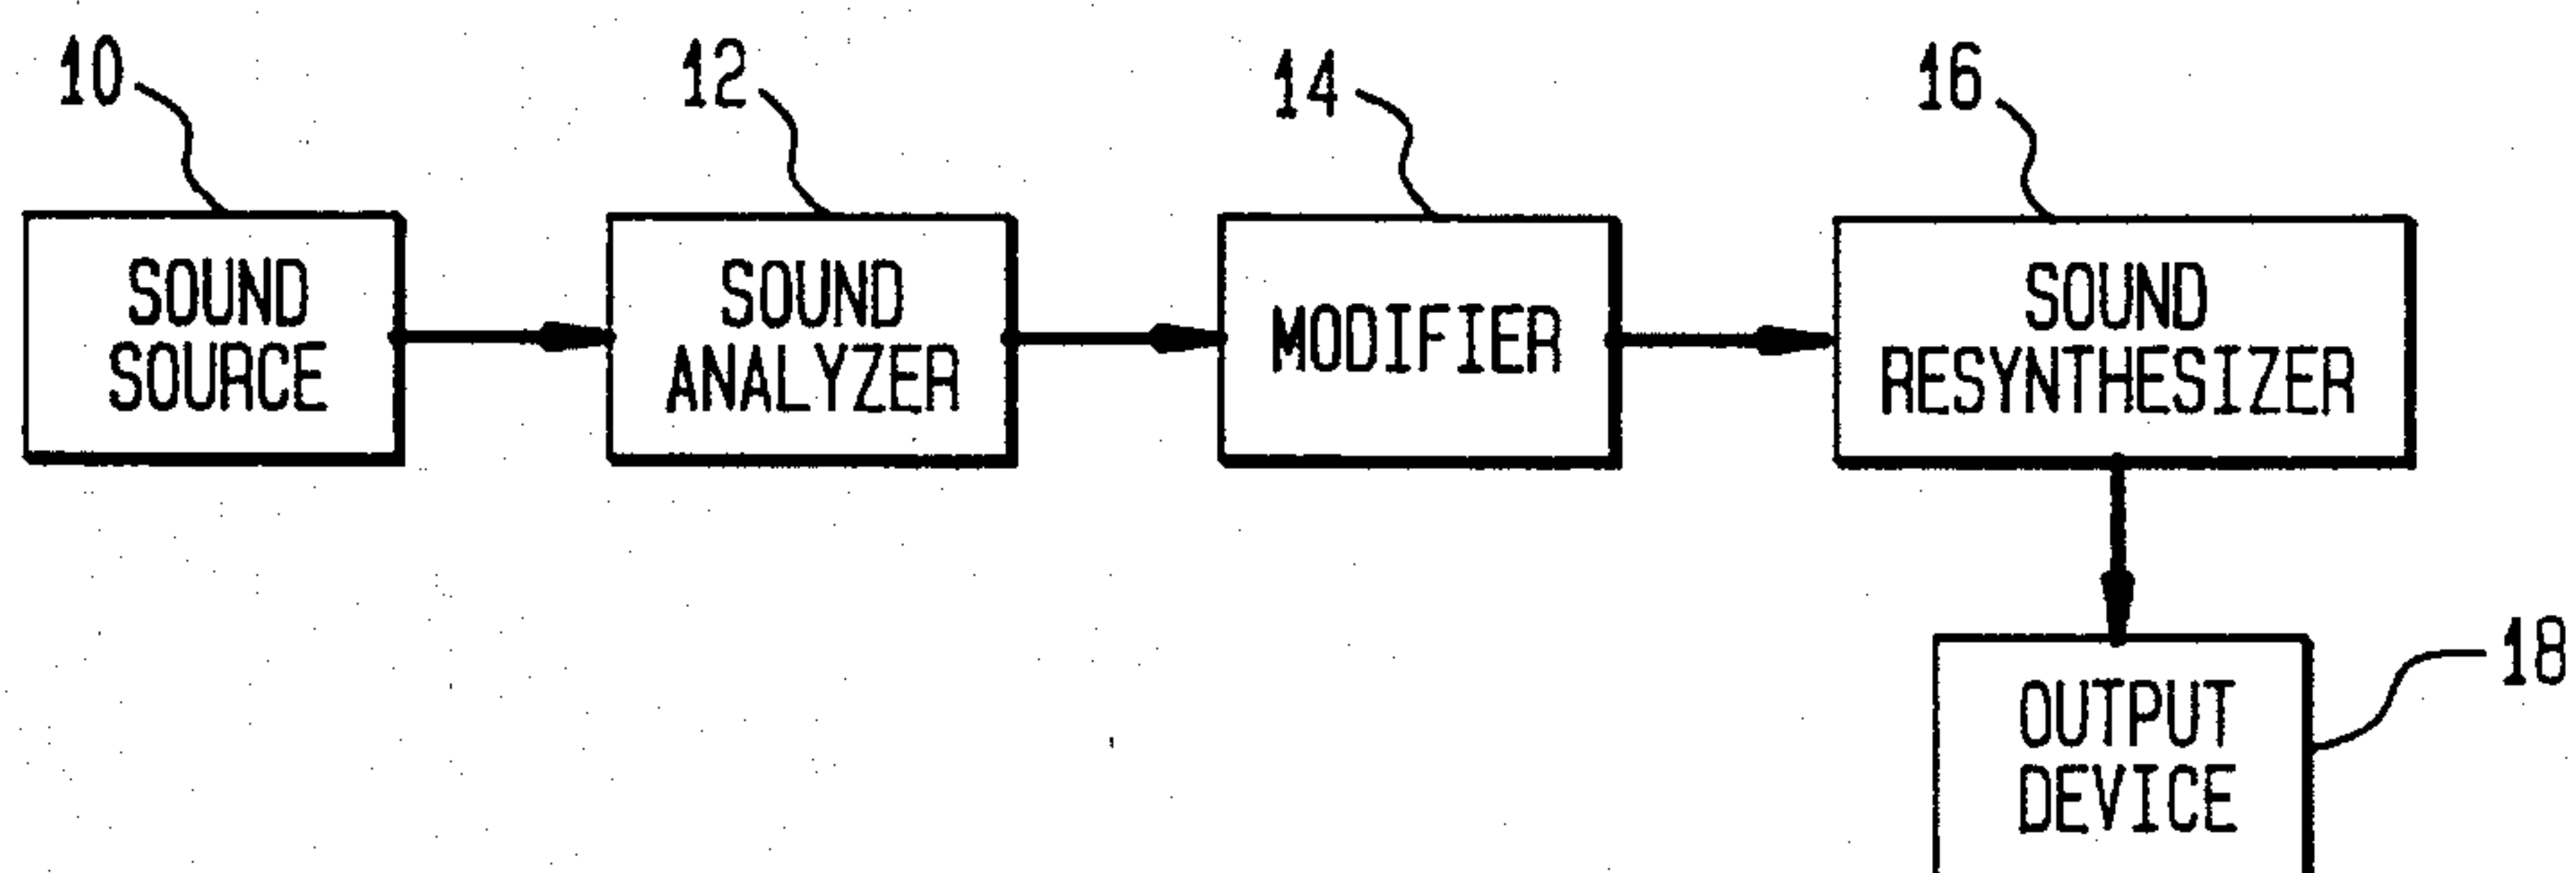 10
12
14
16
SOUND
SOURCE
SOUND
ANALYZER
MODIFIER
SOUND
RESYNTHESIZER
18
OUTPUT
DEVICE